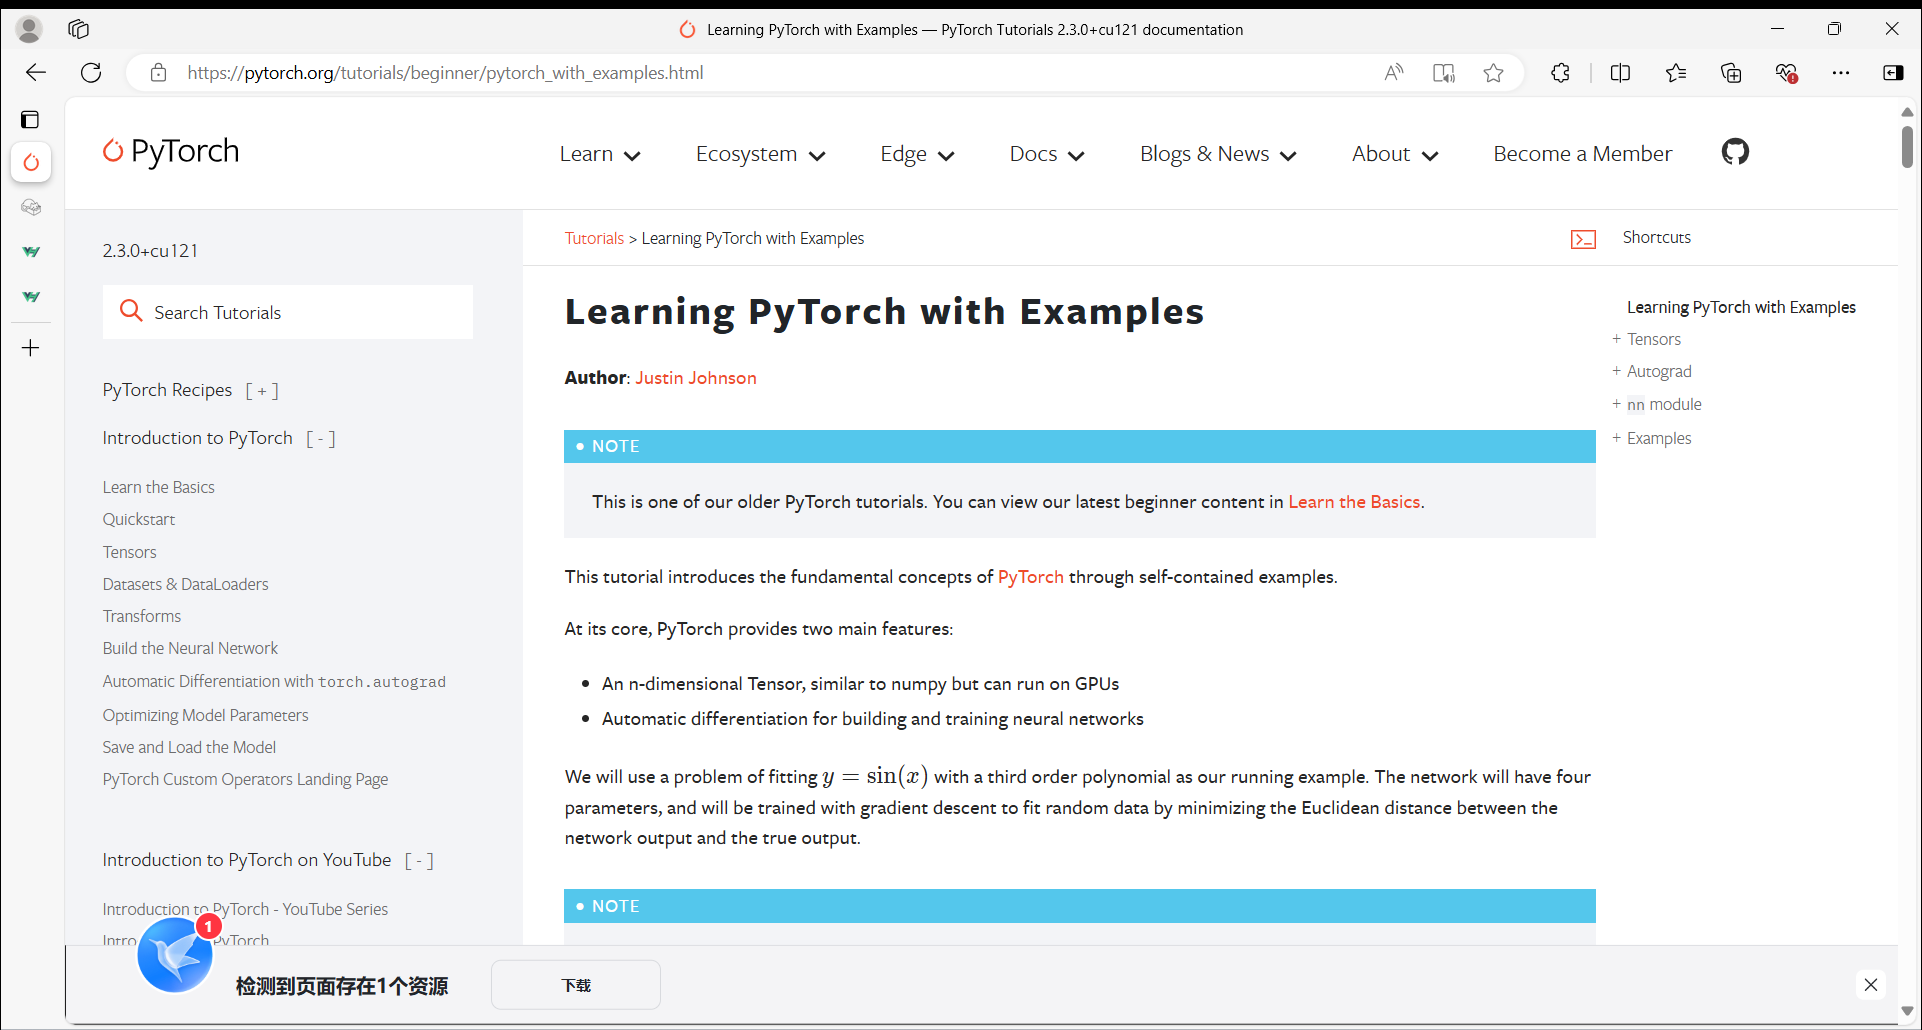 Learning PyTorch with Examples — PyTorch Tutorials 2.3.0+cu121 documentation
https://pytorch.org/tutorials/beginner/pytorch_with_examples.html
PyTorch
Learn
Ecosystem
Edge
Docs
Blogs & News
About
Become a Member
2.3.0+cu121
Search Tutorials
PyTorch Recipes [ + ]
Introduction to PyTorch [ - ]
Learn the Basics
Quickstart
Tensors
Datasets & DataLoaders
Transforms
Build the Neural Network
Automatic Differentiation with torch.autograd
Optimizing Model Parameters
Save and Load the Model
PyTorch Custom Operators Landing Page
Introduction to PyTorch on YouTube [ - ]
Introduction to PyTorch - YouTube Series
Tutorials > Learning PyTorch with Examples
Learning PyTorch with Examples
Author: Justin Johnson
NOTE
This is one of our older PyTorch tutorials. You can view our latest beginner content in Learn the Basics.
This tutorial introduces the fundamental concepts of PyTorch through self-contained examples.
At its core, PyTorch provides two main features:
• An n-dimensional Tensor, similar to numpy but can run on GPUs
• Automatic differentiation for building and training neural networks
We will use a problem of fitting y = sin(x) with a third order polynomial as our running example. The network will have four
parameters, and will be trained with gradient descent to fit random data by minimizing the Euclidean distance between the
network output and the true output.
NOTE
Shortcuts
Learning PyTorch with Examples
+ Tensors
+ Autograd
+ nn module
+ Examples
1
检测到页面存在1个资源
下载